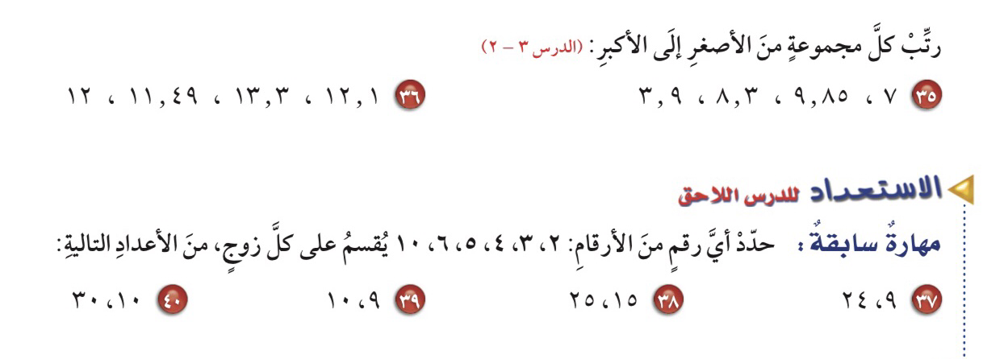 رتِّبْ كلَّ مجموعةٍ منَ الأصغرِ إلَى الأكبرِ: (الدرس ٣ – ٢)
٣٥ ٧ ، ٩,٨٥ ، ٨,٣ ، ٣,٩ ٣٦ ١٢,١ ، ١٣,٣ ، ١١,٤٩ ، ١٢
الاستعداد للدرس اللاحق
مهارةٌ سابقةٌ: حدّدْ أيَّ رقمٍ منَ الأرقامِ: ٢، ٣، ٤، ٥، ٦، ١٠ يُقسمُ على كلَّ زوجٍ، منَ الأعدادِ التاليةِ:
٣٧ ٩، ٢٤ ٣٨ ١٥، ٢٥ ٣٩ ٩، ١٠ ٤٠ ١٠، ٣٠